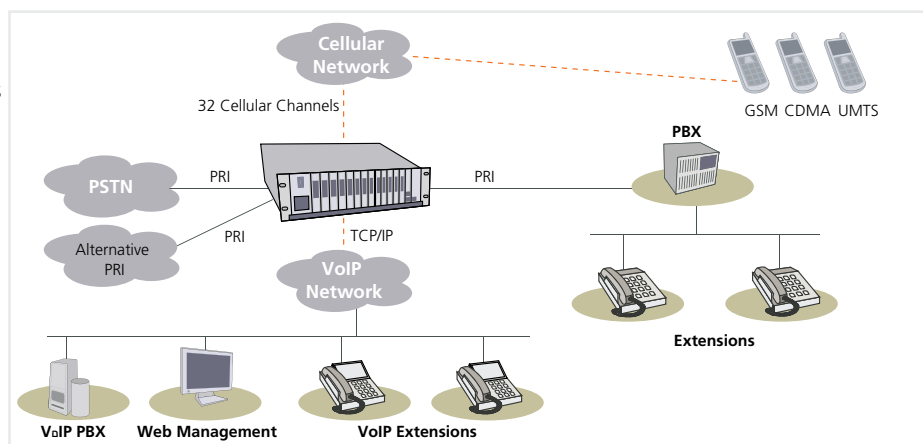 Cellular
Network
32 Cellular Channels
GSM CDMA UMTS
PBX
PSTN
PRI
PRI
Alternative
PRI
PRI
TCP/IP
VoIP
Network
Extensions
V▯IP PBX
Web Management
VoIP Extensions